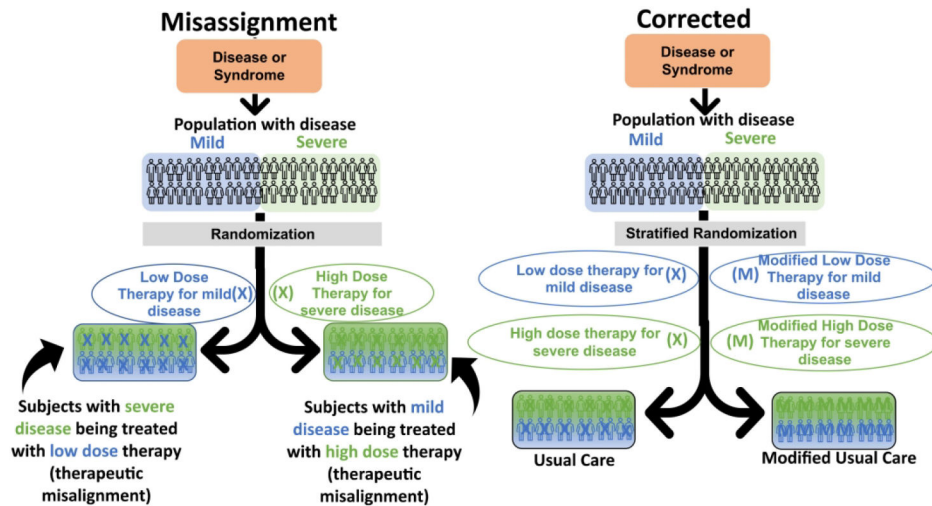 Misassignment
Disease or
Syndrome
Population with disease
Mild Severe
Randomization
Low Dose
Therapy for mild (X)
disease
(X) High Dose
Therapy for
severe disease
X X X X X X
X X X X X X
X X X X X X
X X X X X X
Subjects with severe
disease being treated
with low dose therapy
(therapeutic
misalignment)
Subjects with mild
disease being treated
with high dose therapy
(therapeutic
misalignment)
Corrected
Disease or
Syndrome
Population with disease
Mild Severe
Stratified Randomization
Low dose therapy for (X)
mild disease
(M) Modified Low Dose
Therapy for mild
disease
High dose therapy for (X)
severe disease
(M) Modified High Dose
Therapy for severe
disease
X X X X X X
X X X X X X
Usual Care
M M M M M M
M M M M M M
Modified Usual Care